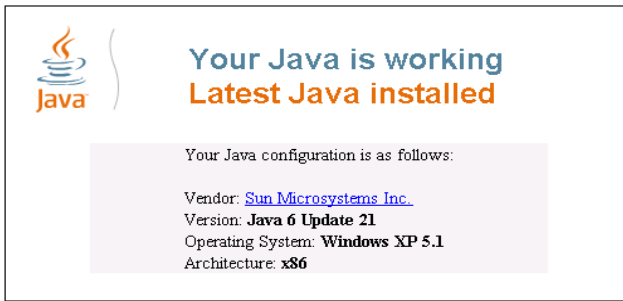 Java
Your Java is working
Latest Java installed
Your Java configuration is as follows:
Vendor: Sun Microsystems Inc.
Version: Java 6 Update 21
Operating System: Windows XP 5.1
Architecture: x86